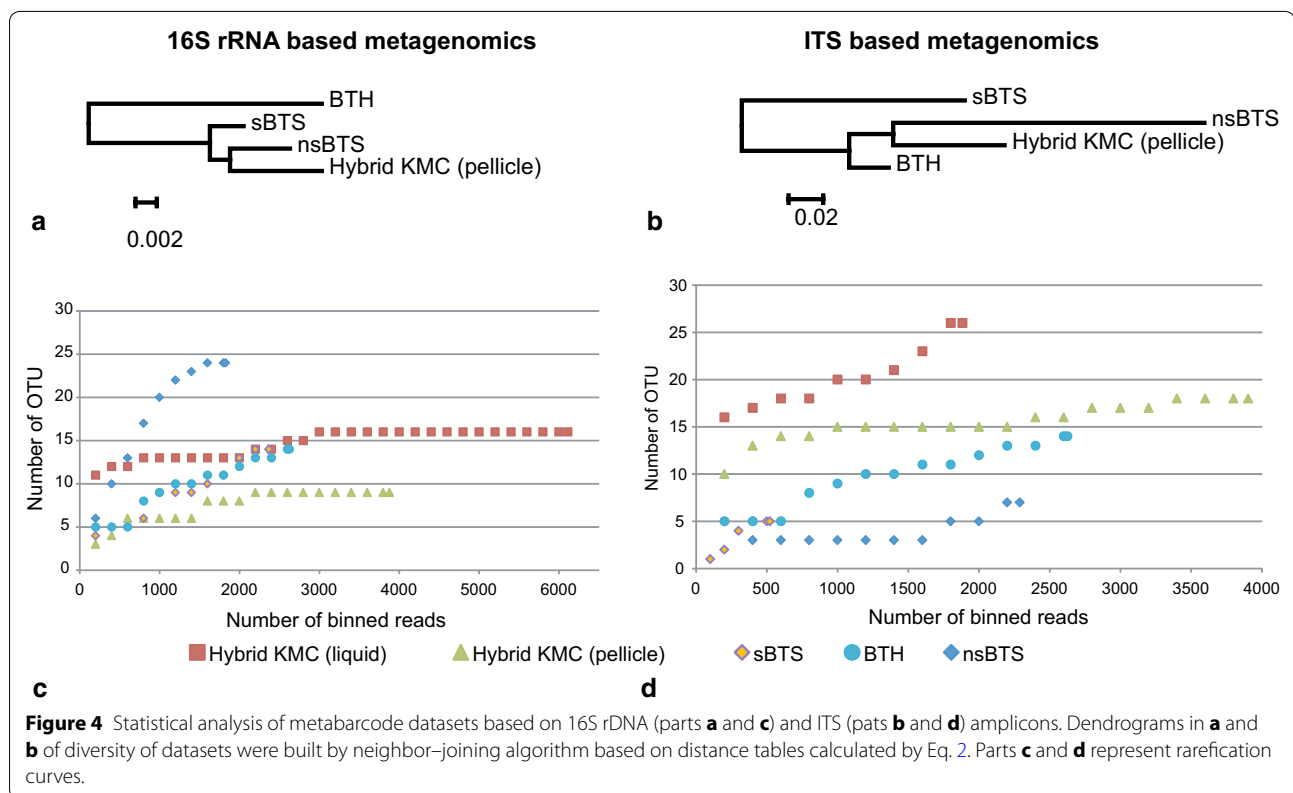 16S rRNA based metagenomics
ITS based metagenomics
BTH
sBTS
nsBTS
Hybrid KMC (pellicle)
0.002
a
sBTS
nsBTS
Hybrid KMC (pellicle)
BTH
0.02
b
30
25
20
15
10
5
0
Number of OTU
0 1000 2000 3000 4000 5000 6000
Number of binned reads
30
25
20
15
10
5
0
Number of OTU
0 500 1000 1500 2000 2500 3000 3500 4000
Number of binned reads
Hybrid KMC (liquid) Hybrid KMC (pellicle) sBTS BTH nsBTS
c
d
Figure 4 Statistical analysis of metabarcode datasets based on 16S rDNA (parts a and c) and ITS (pats b and d) amplicons. Dendrograms in a and
b of diversity of datasets were built by neighbor–joining algorithm based on distance tables calculated by Eq. 2. Parts c and d represent rarefication
curves.